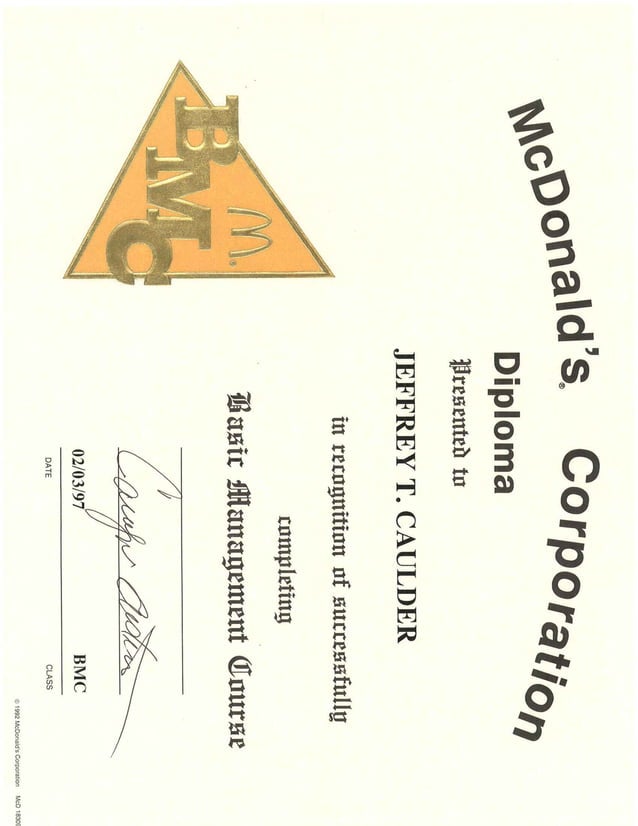 McDonald's® Corporation
Diploma
Presented to
JEFFREY T. CAULDER
in recognition of successfully
completing
Basic Management Course
BMC
®
02/03/97 BMC
DATE CLASS
© 1992 McDonald's Corporation